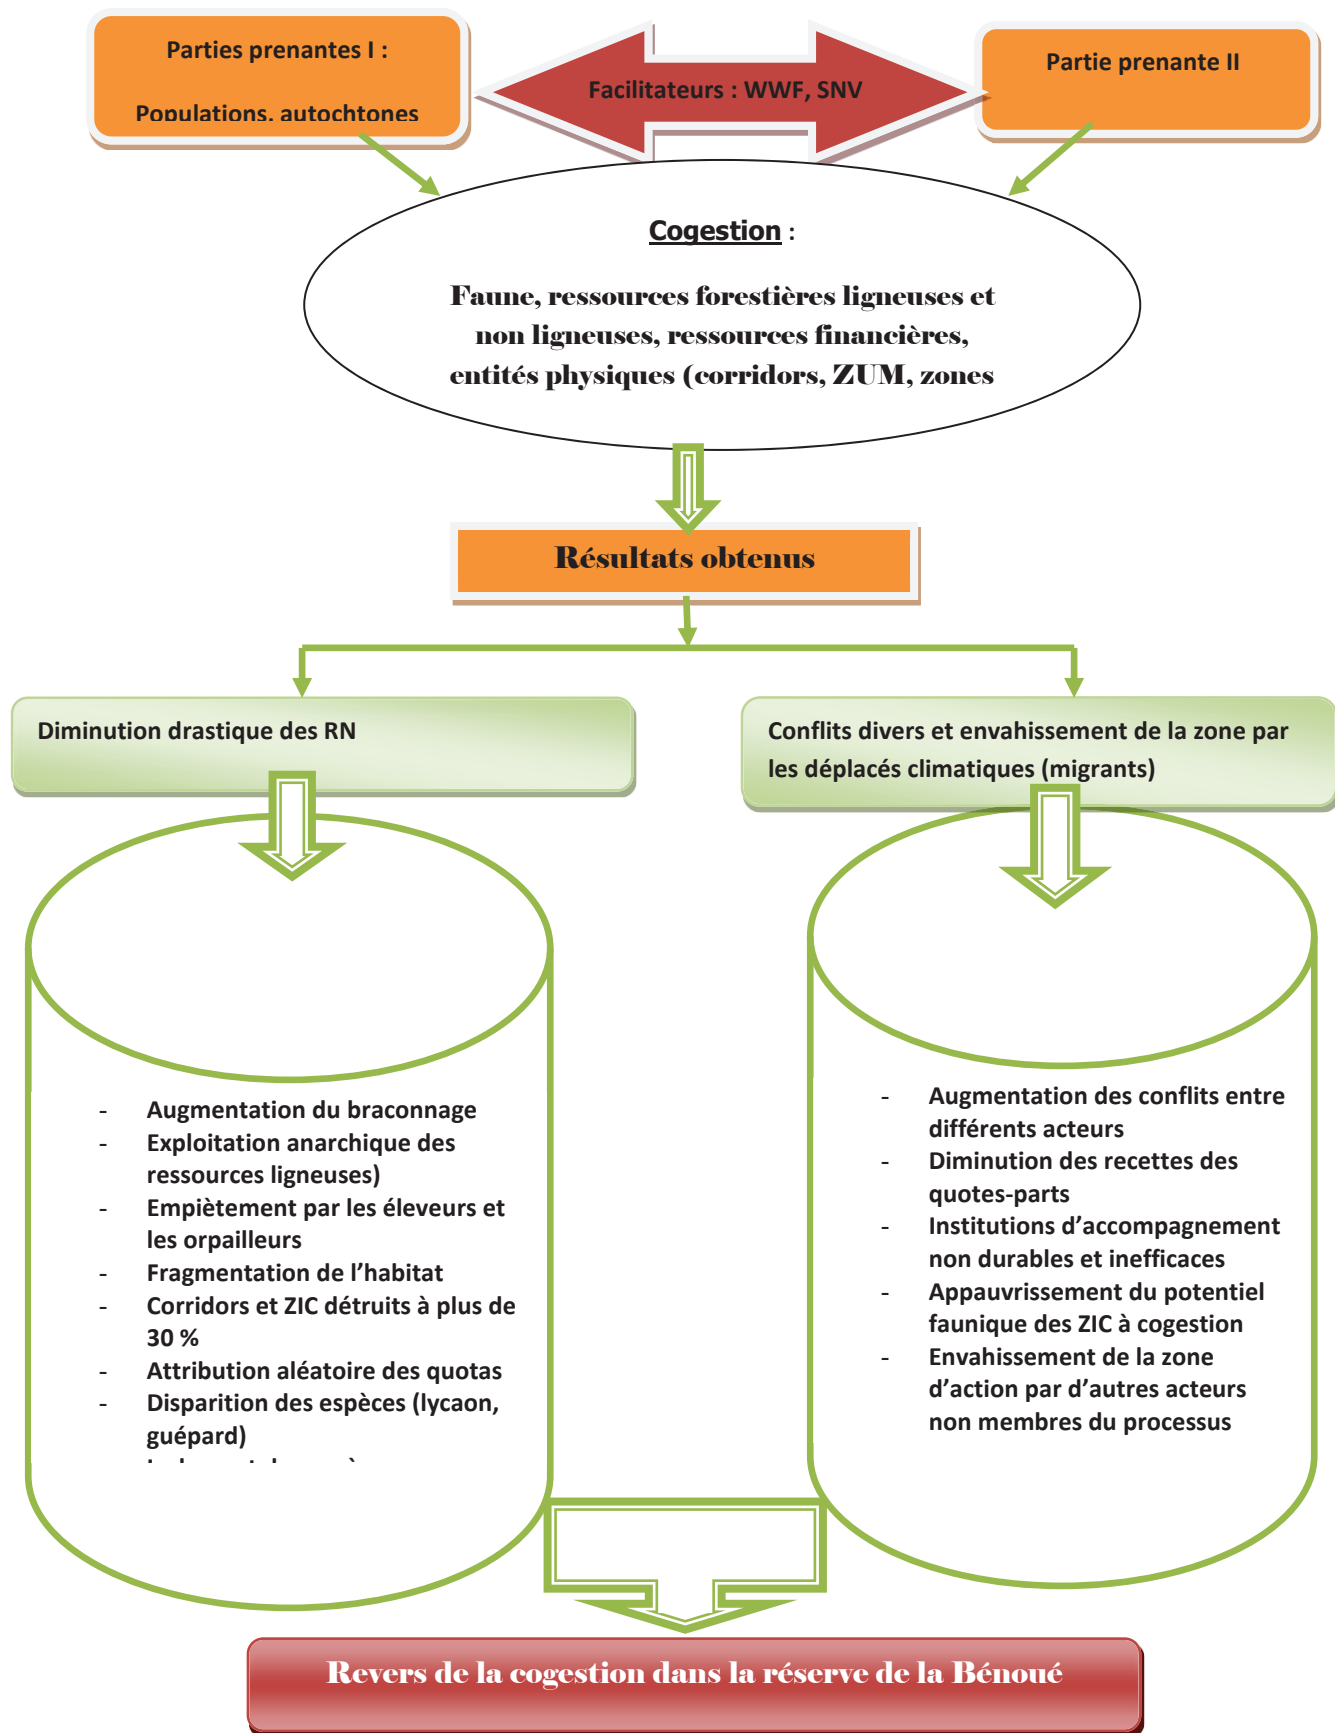 Parties prenantes I :
Populations, autochtones
Facilitateurs : WWF, SNV
Partie prenante II
Cogestion :
Faune, ressources forestières ligneuses et
non ligneuses, ressources financières,
entités physiques (corridors, ZUM, zones
Résultats obtenus
Diminution drastique des RN
Conflits divers et envahissement de la zone par
les déplacés climatiques (migrants)
- Augmentation du braconnage
- Exploitation anarchique des
ressources ligneuses)
- Empiètement par les éleveurs et
les orpailleurs
- Fragmentation de l’habitat
- Corridors et ZIC détruits à plus de
30 %
- Attribution aléatoire des quotas
- Disparition des espèces (lycaon,
guépard)
- Augmentation des conflits entre
différents acteurs
- Diminution des recettes des
quotes-parts
- Institutions d’accompagnement
non durables et inefficaces
- Appauvrissement du potentiel
faunique des ZIC à cogestion
- Envahissement de la zone
d’action par d’autres acteurs
non membres du processus
Revers de la cogestion dans la réserve de la Bénoué